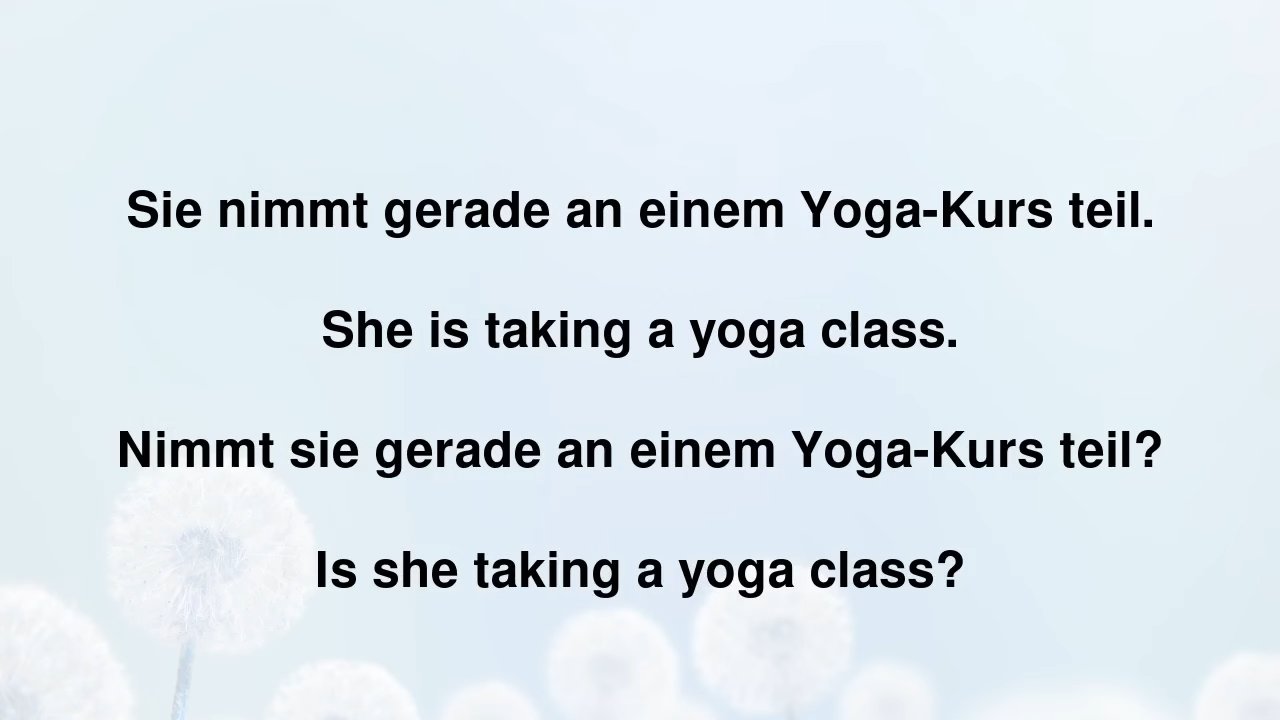 Sie nimmt gerade an einem Yoga-Kurs teil.
She is taking a yoga class.
Nimmt sie gerade an einem Yoga-Kurs teil?
Is she taking a yoga class?